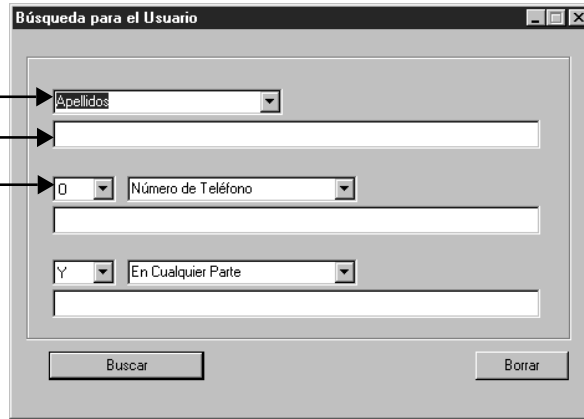 Búsqueda para el Usuario
Apellidos
O Número de Teléfono
Y En Cualquier Parte
Buscar Borrar